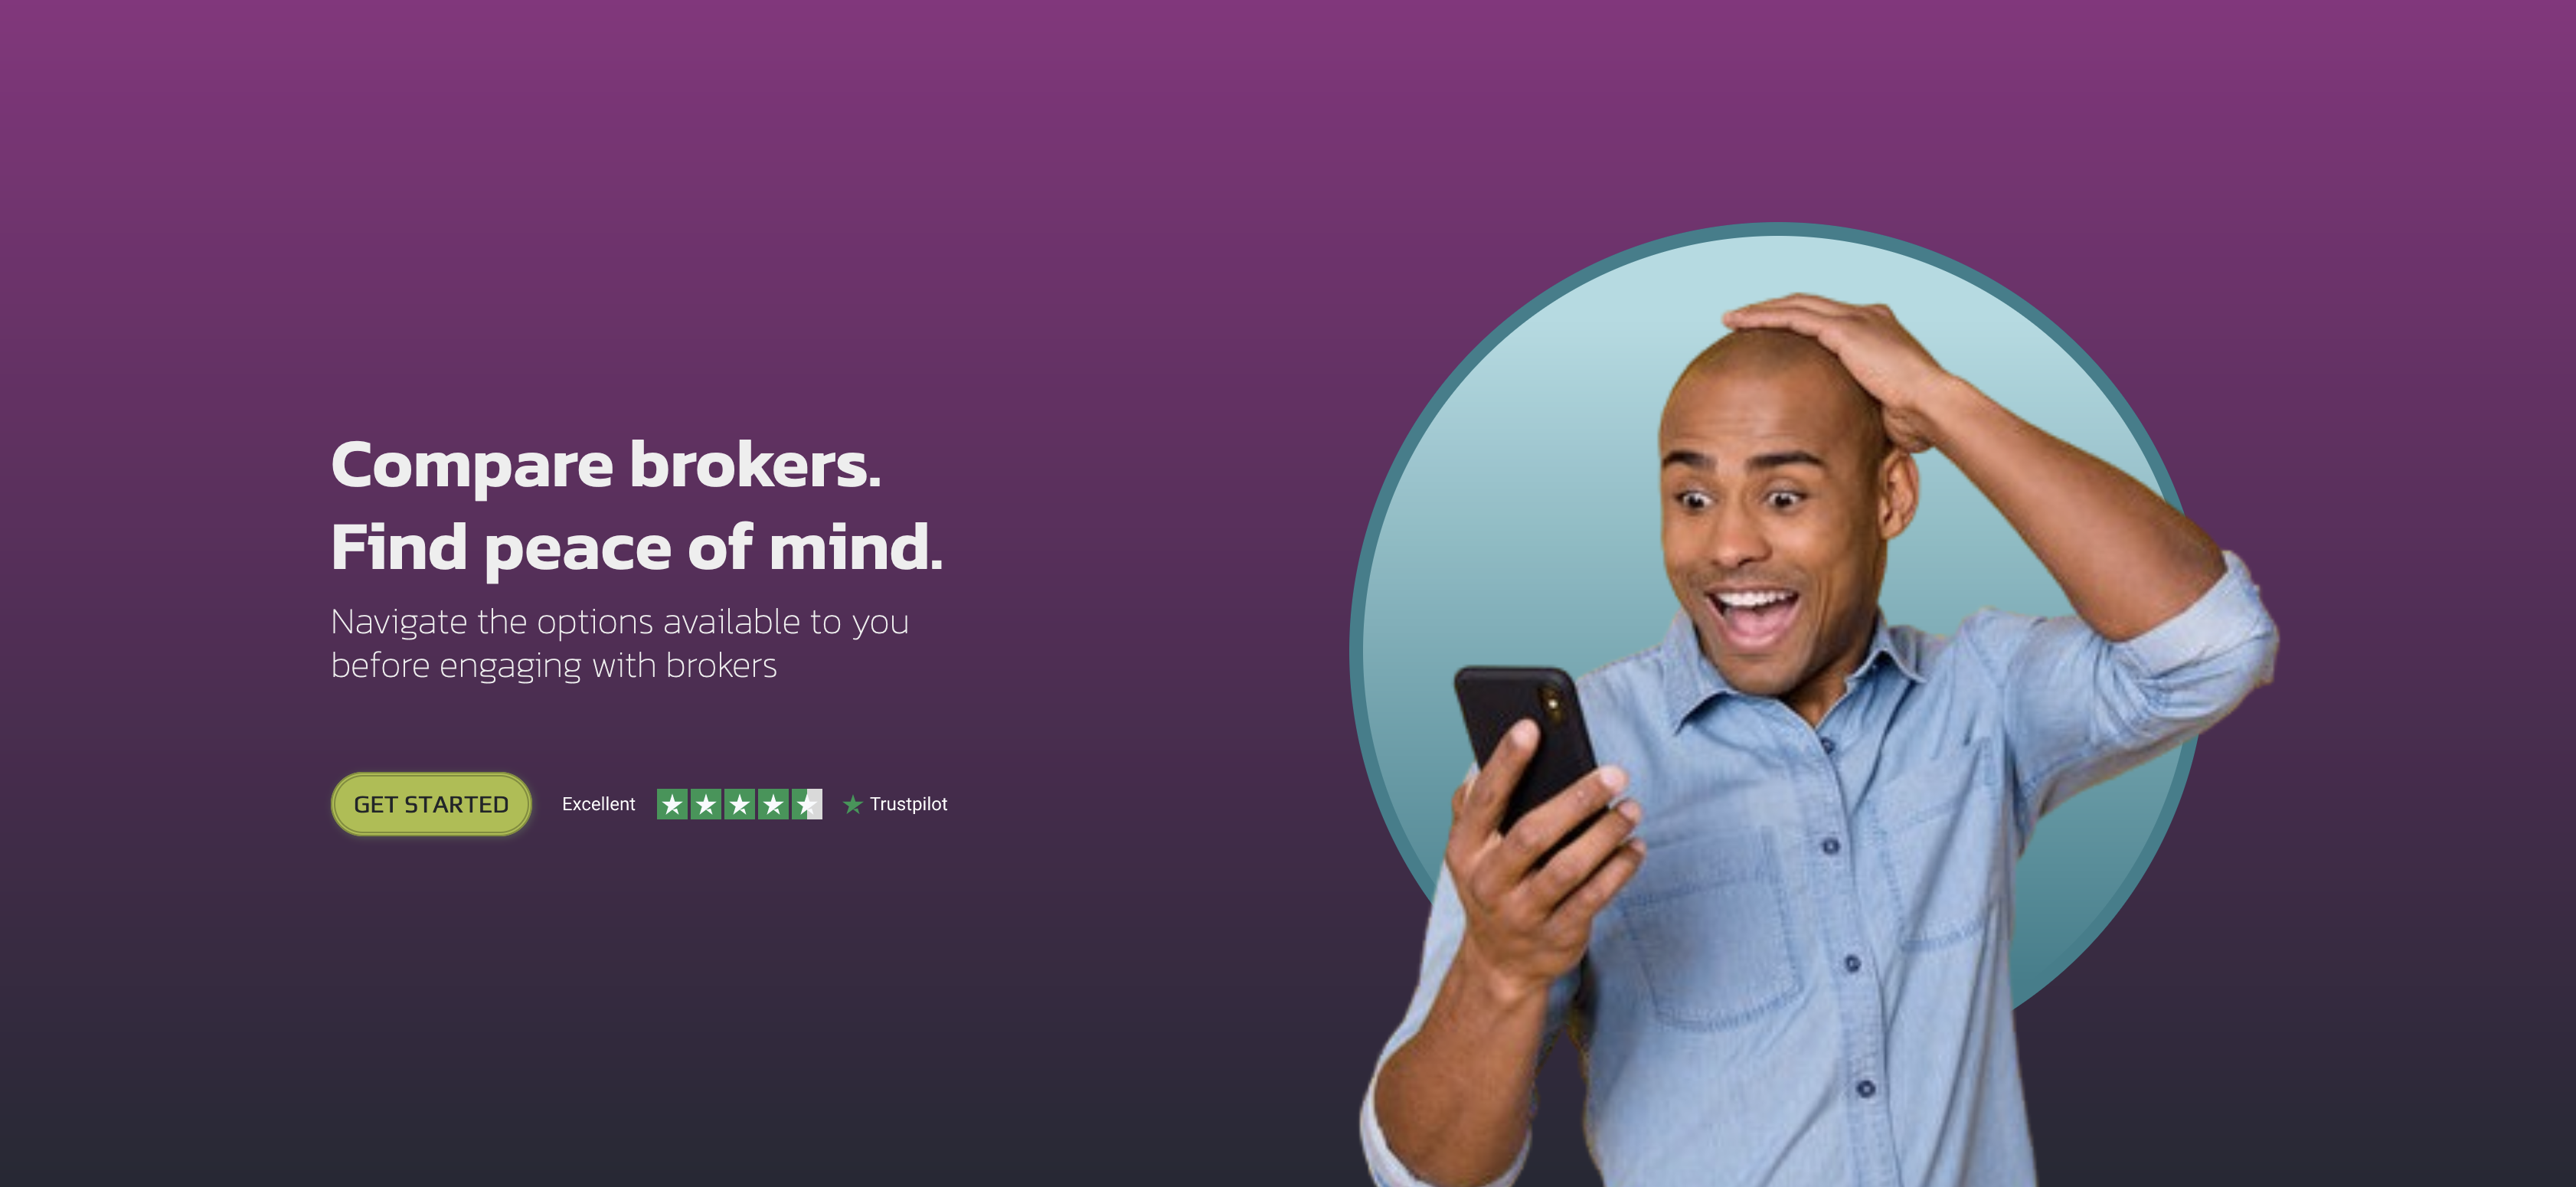 Compare brokers.
Find peace of mind.
Navigate the options available to you
before engaging with brokers
GET STARTED
Excellent
Trustpilot